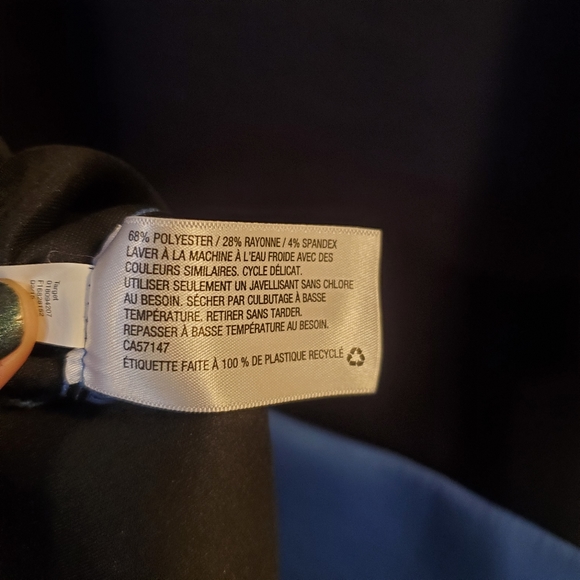 68% POLYESTER / 28% RAYONNE / 4% SPANDEX
LAVER À LA MACHINE À L'EAU FROIDE AVEC DES
COULEURS SIMILAIRES. CYCLE DÉLICAT.
UTILISER SEULEMENT UN JAVELLISANT SANS CHLORE
AU BESOIN. SÉCHER PAR CULBUTAGE À BASSE
TEMPÉRATURE. RETIRER SANS TARDER.
REPASSER À BASSE TEMPÉRATURE AU BESOIN.
CA57147
ÉTIQUETTE FAITE À 100 % DE PLASTIQUE RECYCLÉ
Target